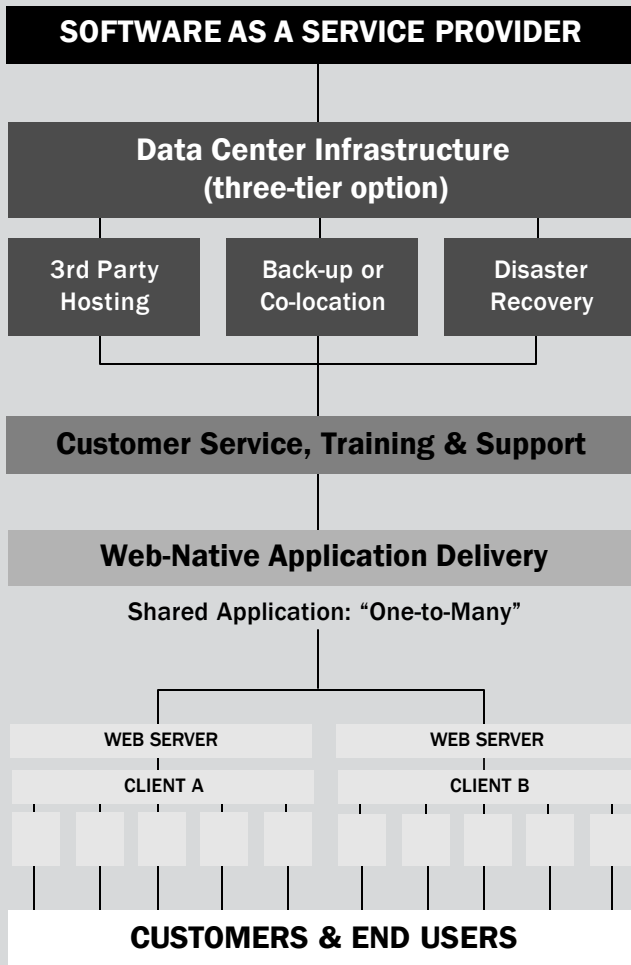 SOFTWARE AS A SERVICE PROVIDER
Data Center Infrastructure
(three-tier option)
3rd Party
Hosting
Back-up or
Co-location
Disaster
Recovery
Customer Service, Training & Support
Web-Native Application Delivery
Shared Application: “One-to-Many”
WEB SERVER
WEB SERVER
CLIENT A
CLIENT B
CUSTOMERS & END USERS